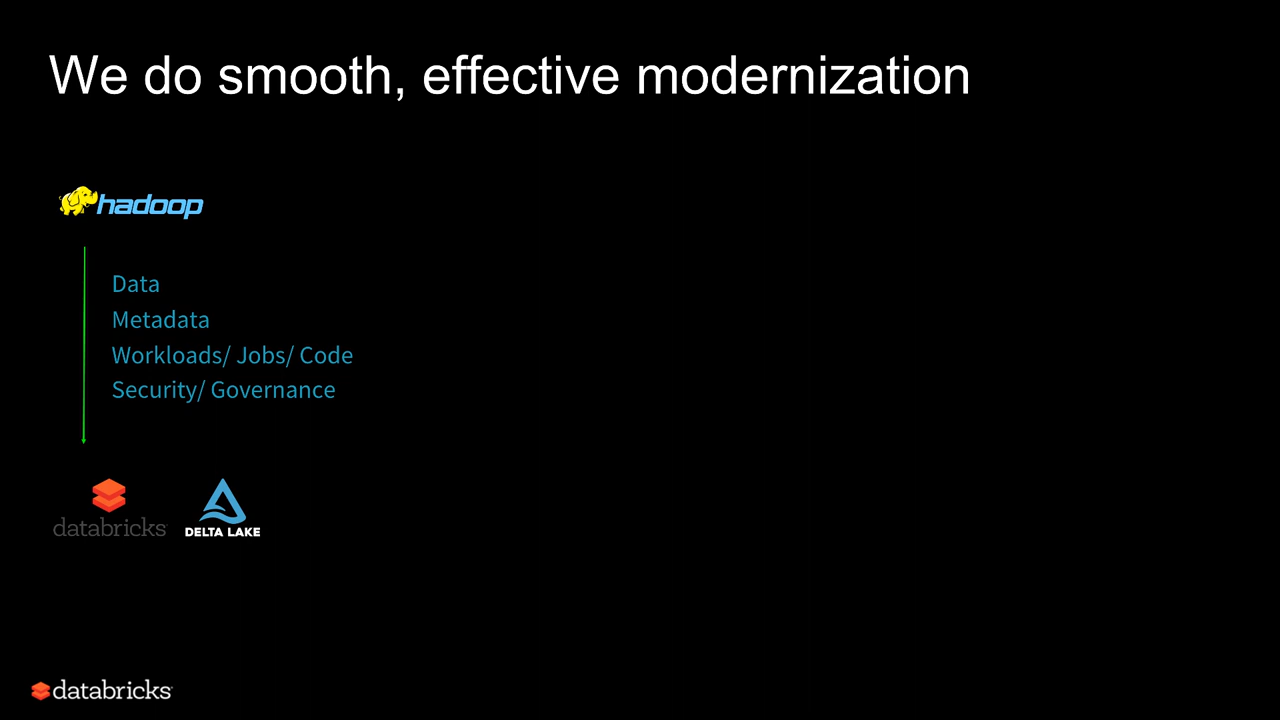 We do smooth, effective modernization
hadoop
Data
Metadata
Workloads/ Jobs/ Code
Security/ Governance
databricks
DELTA LAKE
databricks